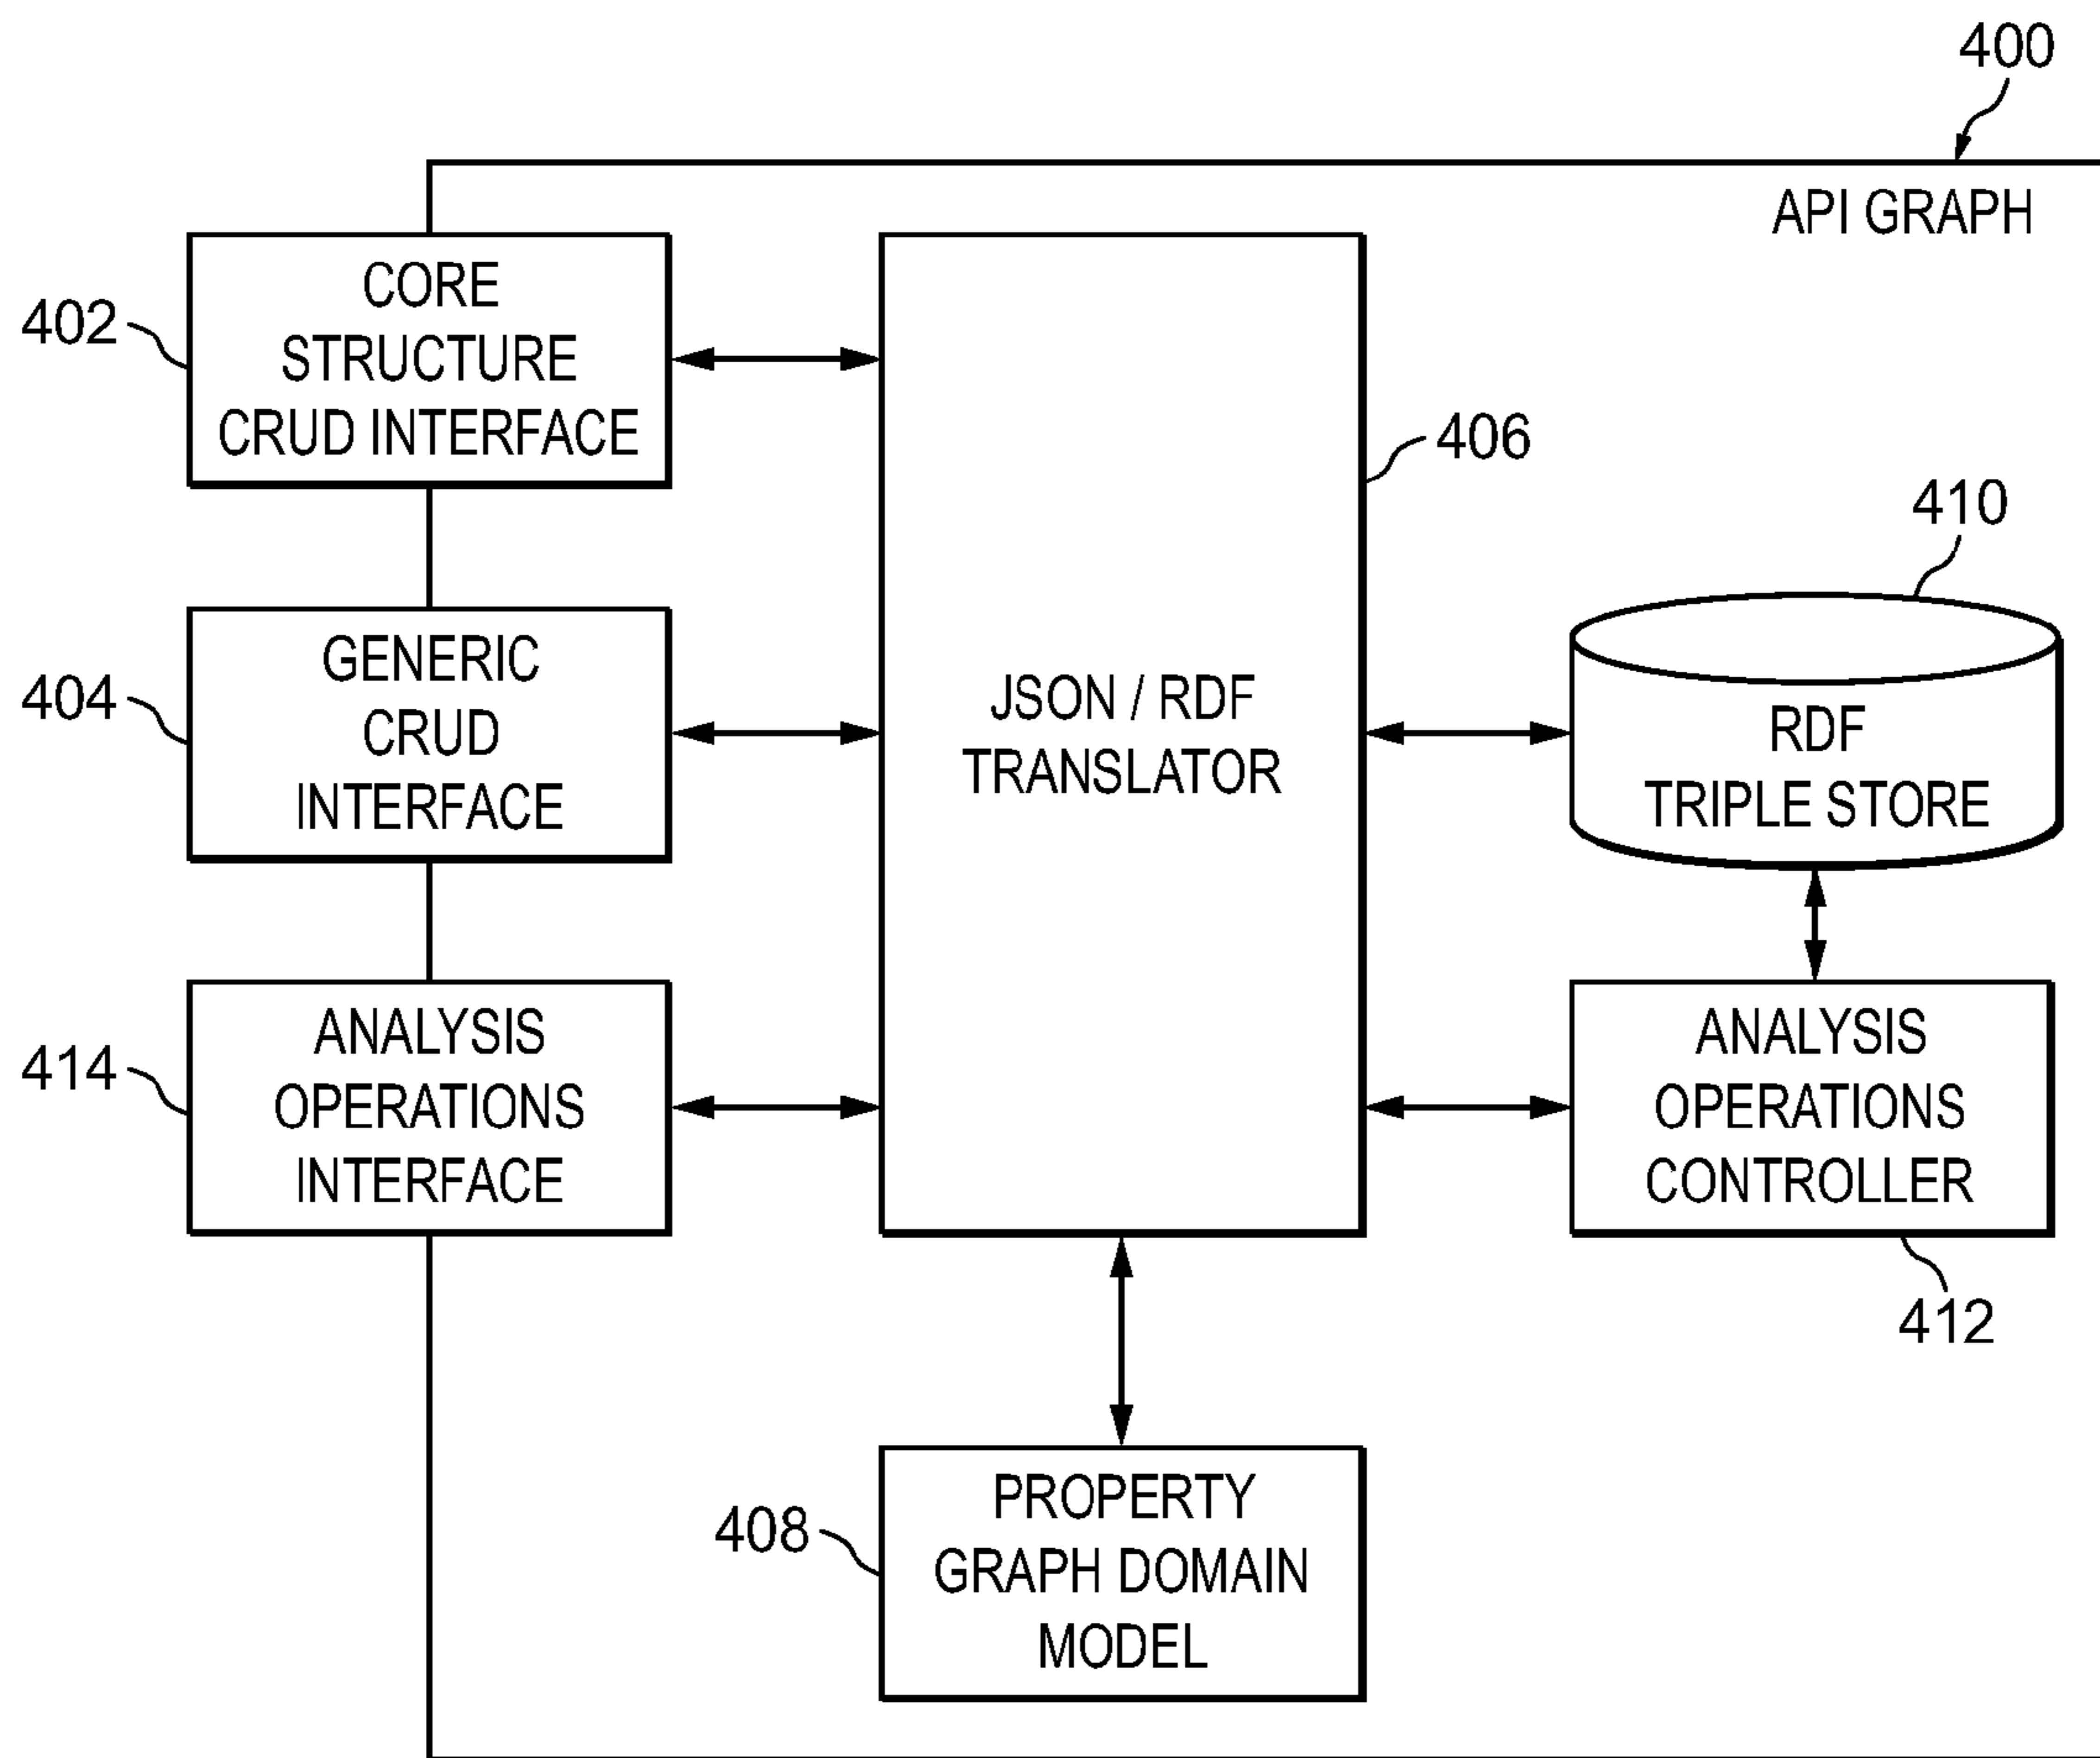 400
API GRAPH
402
CORE
STRUCTURE
CRUD INTERFACE
406
410
404
GENERIC
CRUD
INTERFACE
JSON / RDF
TRANSLATOR
RDF
TRIPLE STORE
414
ANALYSIS
OPERATIONS
INTERFACE
ANALYSIS
OPERATIONS
CONTROLLER
412
408
PROPERTY
GRAPH DOMAIN
MODEL